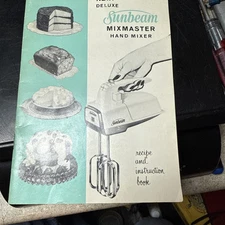 DELUXE
Sunbeam
MIXMASTER
HAND MIXER
Sunbeam
recipe
and
instruction
book